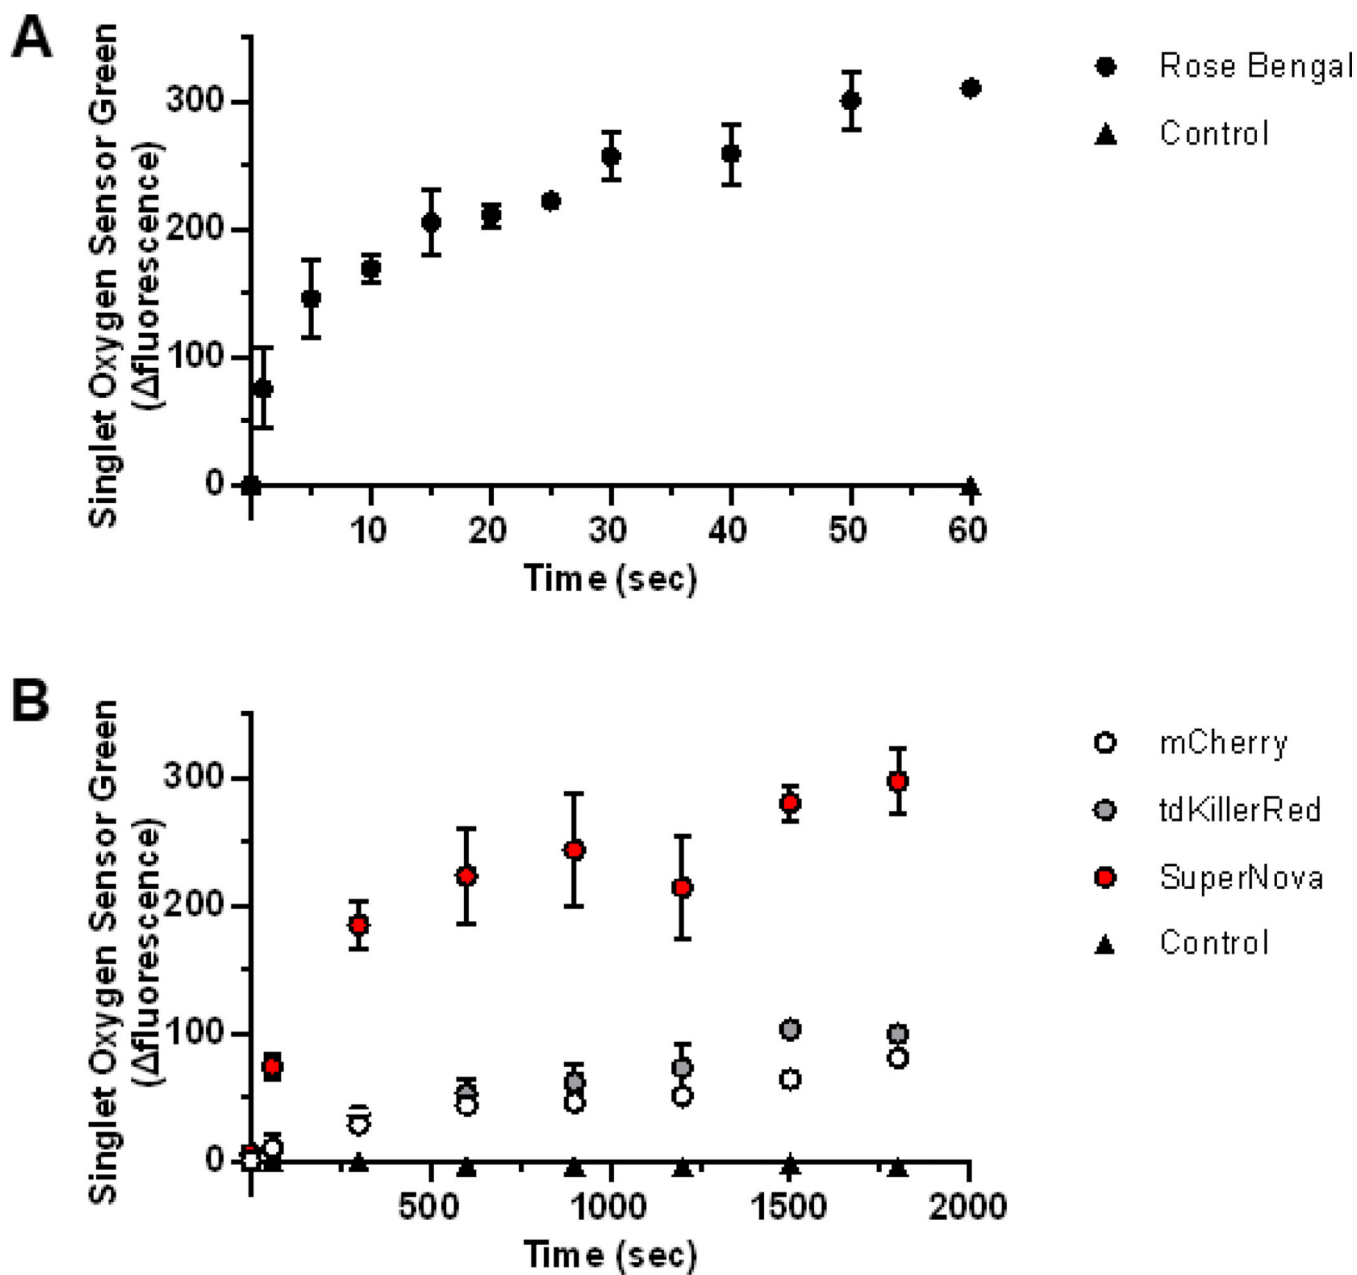 A
Singlet Oxygen Sensor Green
(Δfluorescence)
300
200
100
0
10 20 30 40 50 60
Time (sec)
Rose Bengal
Control
B
Singlet Oxygen Sensor Green
(Δfluorescence)
300
200
100
0
500 1000 1500 2000
Time (sec)
mCherry
tdKillerRed
SuperNova
Control